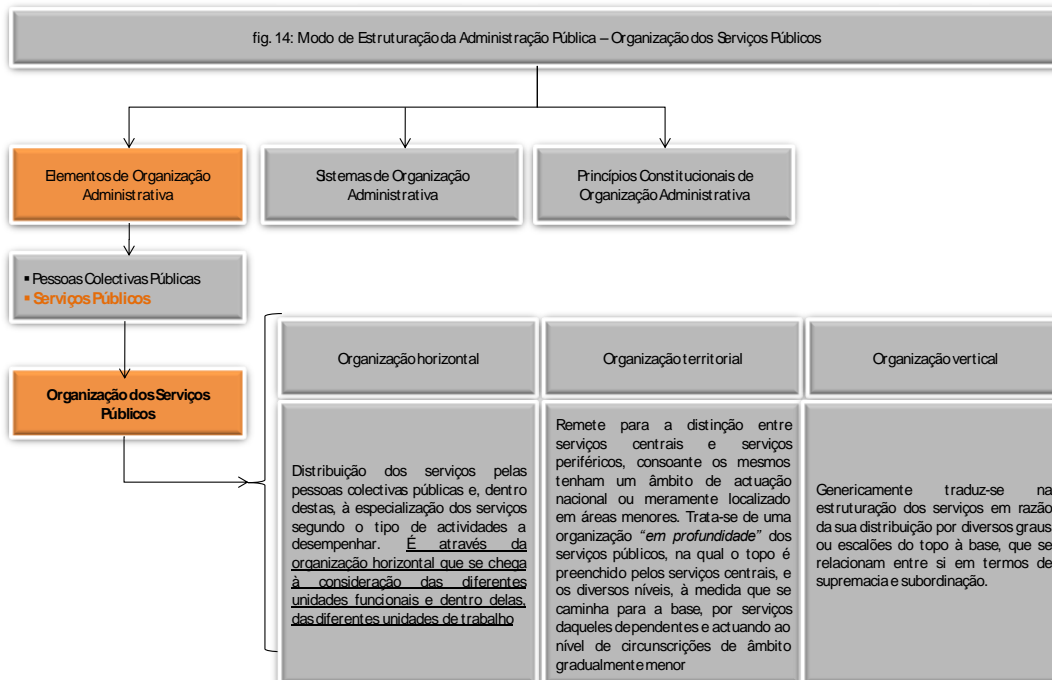 fig. 14: Modo de Estruturação da Administração Pública – Organização dos Serviços Públicos
Elementos de Organização
Administrativa
Sistemas de Organização
Administrativa
Princípios Constitucionais de
Organização Administrativa
▪ Pessoas Colectivas Públicas
▪ Serviços Públicos
Organização dos Serviços
Públicos
Organização horizontal
Organização territorial
Organização vertical
Distribuição dos serviços pelas
pessoas colectivas públicas e, dentro
destas, à especialização dos serviços
segundo o tipo de actividades a
desempenhar. É através da
organização horizontal que se chega
à consideração das diferentes
unidades funcionais e dentro delas,
das diferentes unidades de trabalho
Remete para a distinção entre
serviços centrais e serviços
periféricos, consoante os mesmos
tenham um âmbito de actuação
nacional ou meramente localizado
em áreas menores. Trata-se de uma
organização “em profundidade” dos
serviços públicos, na qual o topo é
preenchido pelos serviços centrais, e
os diversos níveis, à medida que se
caminha para a base, por serviços
daqueles dependentes e actuando ao
nível de circunscrições de âmbito
gradualmente menor
Genericamente traduz-se na
estruturação dos serviços em razão
da sua distribuição por diversos graus
ou escalões do topo à base, que se
relacionam entre si em termos de
supremacia e subordinação.